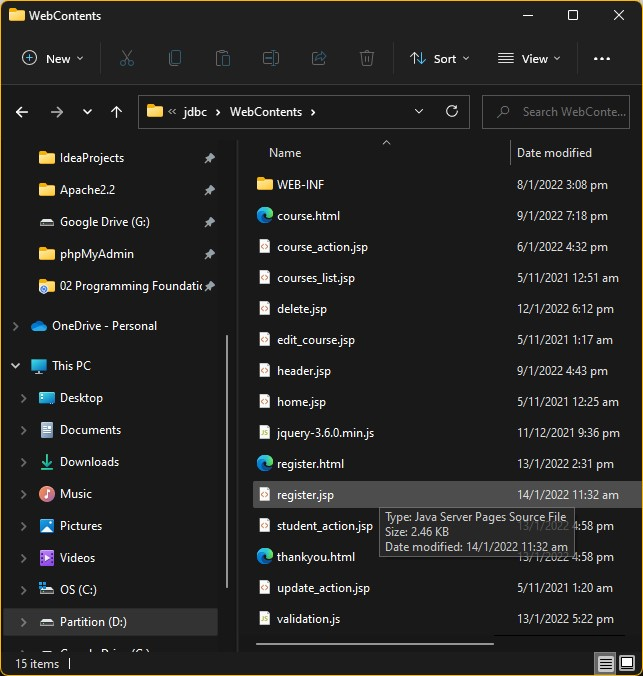 WebContents
New
Sort
View
jdbc
WebContents
Search WebConte...
IdeaProjects
Apache2.2
Google Drive (G:)
phpMyAdmin
02 Programming Foundatio
OneDrive - Personal
This PC
Desktop
Documents
Downloads
Music
Pictures
Videos
OS (C:)
Partition (D:)
Name Date modified
WEB-INF 8/1/2022 3:08 pm
course.html 9/1/2022 7:18 pm
course_action.jsp 6/1/2022 4:32 pm
courses_list.jsp 5/11/2021 12:51 am
delete.jsp 12/1/2022 6:12 pm
edit_course.jsp 5/11/2021 1:17 am
header.jsp 9/1/2022 4:43 pm
home.jsp 5/11/2021 12:25 am
jquery-3.6.0.min.js 11/12/2021 9:36 pm
register.html 13/1/2022 2:31 pm
register.jsp 14/1/2022 11:32 am
Type: Java Server Pages Source File
Size: 2.46 KB
Date modified: 14/1/2022 11:32 am
student_action.jsp 4:58 pm
thankyou.html 13/1/2022 4:58 pm
update_action.jsp 5/11/2021 1:20 am
validation.js 13/1/2022 5:22 pm
15 items